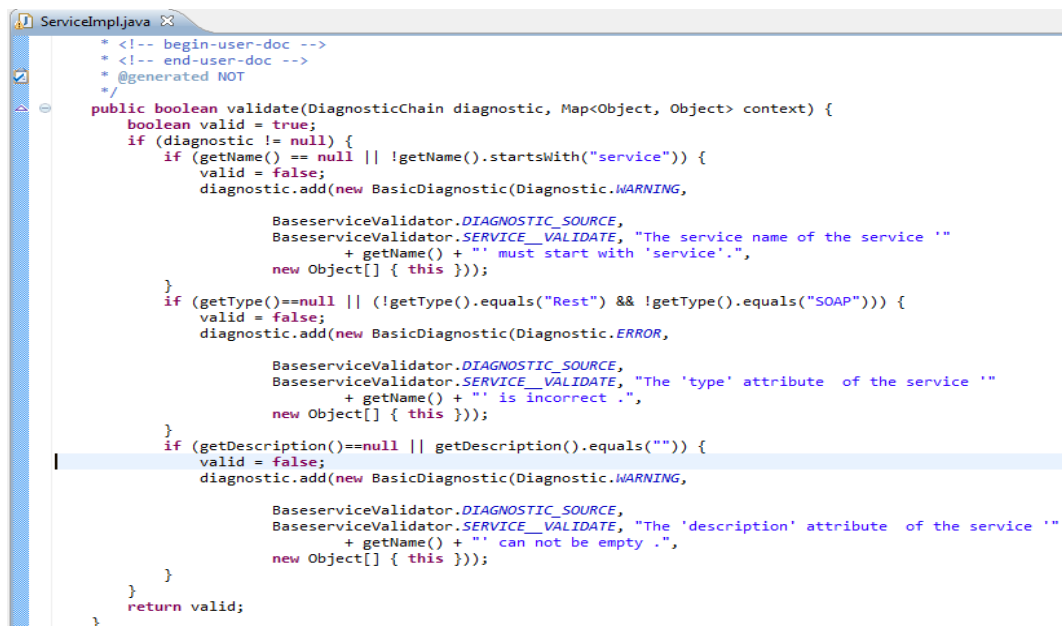 ServiceImpl.java
* <!-- begin-user-doc -->
* <!-- end-user-doc -->
* @generated NOT
*/
public boolean validate(DiagnosticChain diagnostic, Map<Object, Object> context) {
boolean valid = true;
if (diagnostic != null) {
if (getName() == null || !getName().startsWith("service")) {
valid = false;
diagnostic.add(new BasicDiagnostic(Diagnostic.WARNING,
BaseserviceValidator.DIAGNOSTIC_SOURCE,
BaseserviceValidator.SERVICE__VALIDATE, "The service name of the service '"
+ getName() + "' must start with 'service'.",
new Object[] { this }));
}
if (getType()==null || (!getType().equals("Rest") && !getType().equals("SOAP"))) {
valid = false;
diagnostic.add(new BasicDiagnostic(Diagnostic.ERROR,
BaseserviceValidator.DIAGNOSTIC_SOURCE,
BaseserviceValidator.SERVICE__VALIDATE, "The 'type' attribute  of the service '"
+ getName() + "' is incorrect .",
new Object[] { this }));
}
if (getDescription()==null || getDescription().equals("")) {
valid = false;
diagnostic.add(new BasicDiagnostic(Diagnostic.WARNING,
BaseserviceValidator.DIAGNOSTIC_SOURCE,
BaseserviceValidator.SERVICE__VALIDATE, "The 'description' attribute  of the service '"
+ getName() + "' can not be empty .",
new Object[] { this }));
}
}
return valid;
}